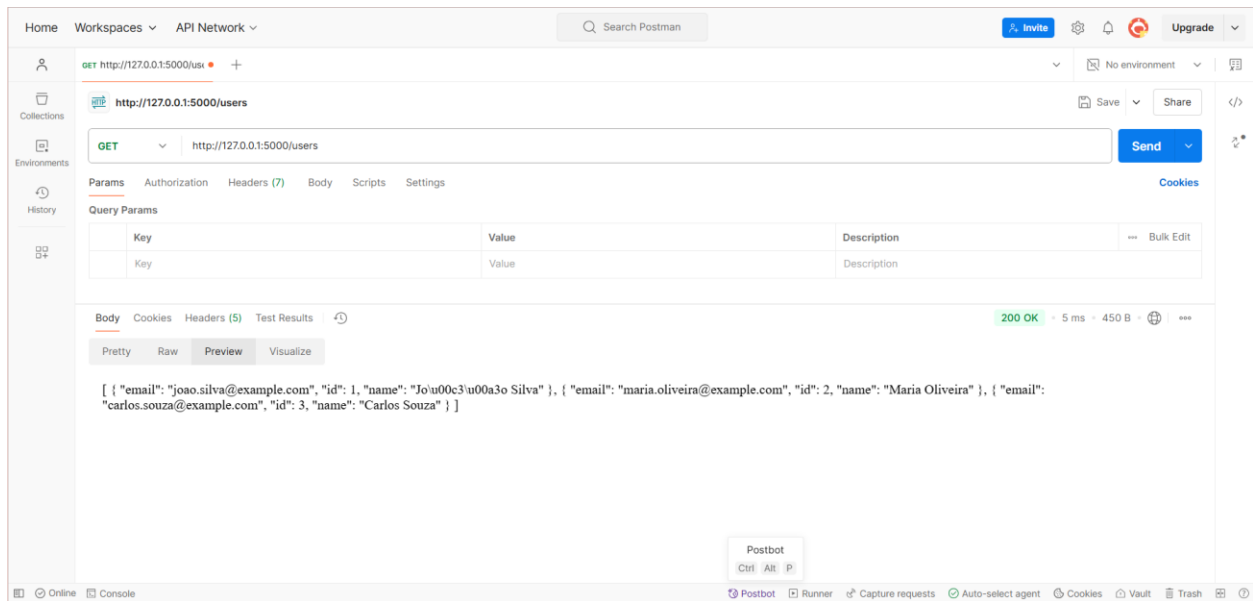 Home Workspaces API Network Search Postman Invite Upgrade
GET http://127.0.0.1:5000/use + No environment
HTTP http://127.0.0.1:5000/users Save Share
Collections
GET http://127.0.0.1:5000/users Send
Environments
Params Authorization Headers (7) Body Scripts Settings Cookies
History
Query Params
Key Value Description Bulk Edit
Key Value Description
Body Cookies Headers (5) Test Results 200 OK 5 ms 450 B
Pretty Raw Preview Visualize
[ { "email": "joao.silva@example.com", "id": 1, "name": "Jo\u00c3\u00a3o Silva" }, { "email": "maria.oliveira@example.com", "id": 2, "name": "Maria Oliveira" }, { "email":
"carlos.souza@example.com", "id": 3, "name": "Carlos Souza" } ]
Postbot
Ctrl Alt P
Online Console Postbot Runner Capture requests Auto-select agent Cookies Vault Trash